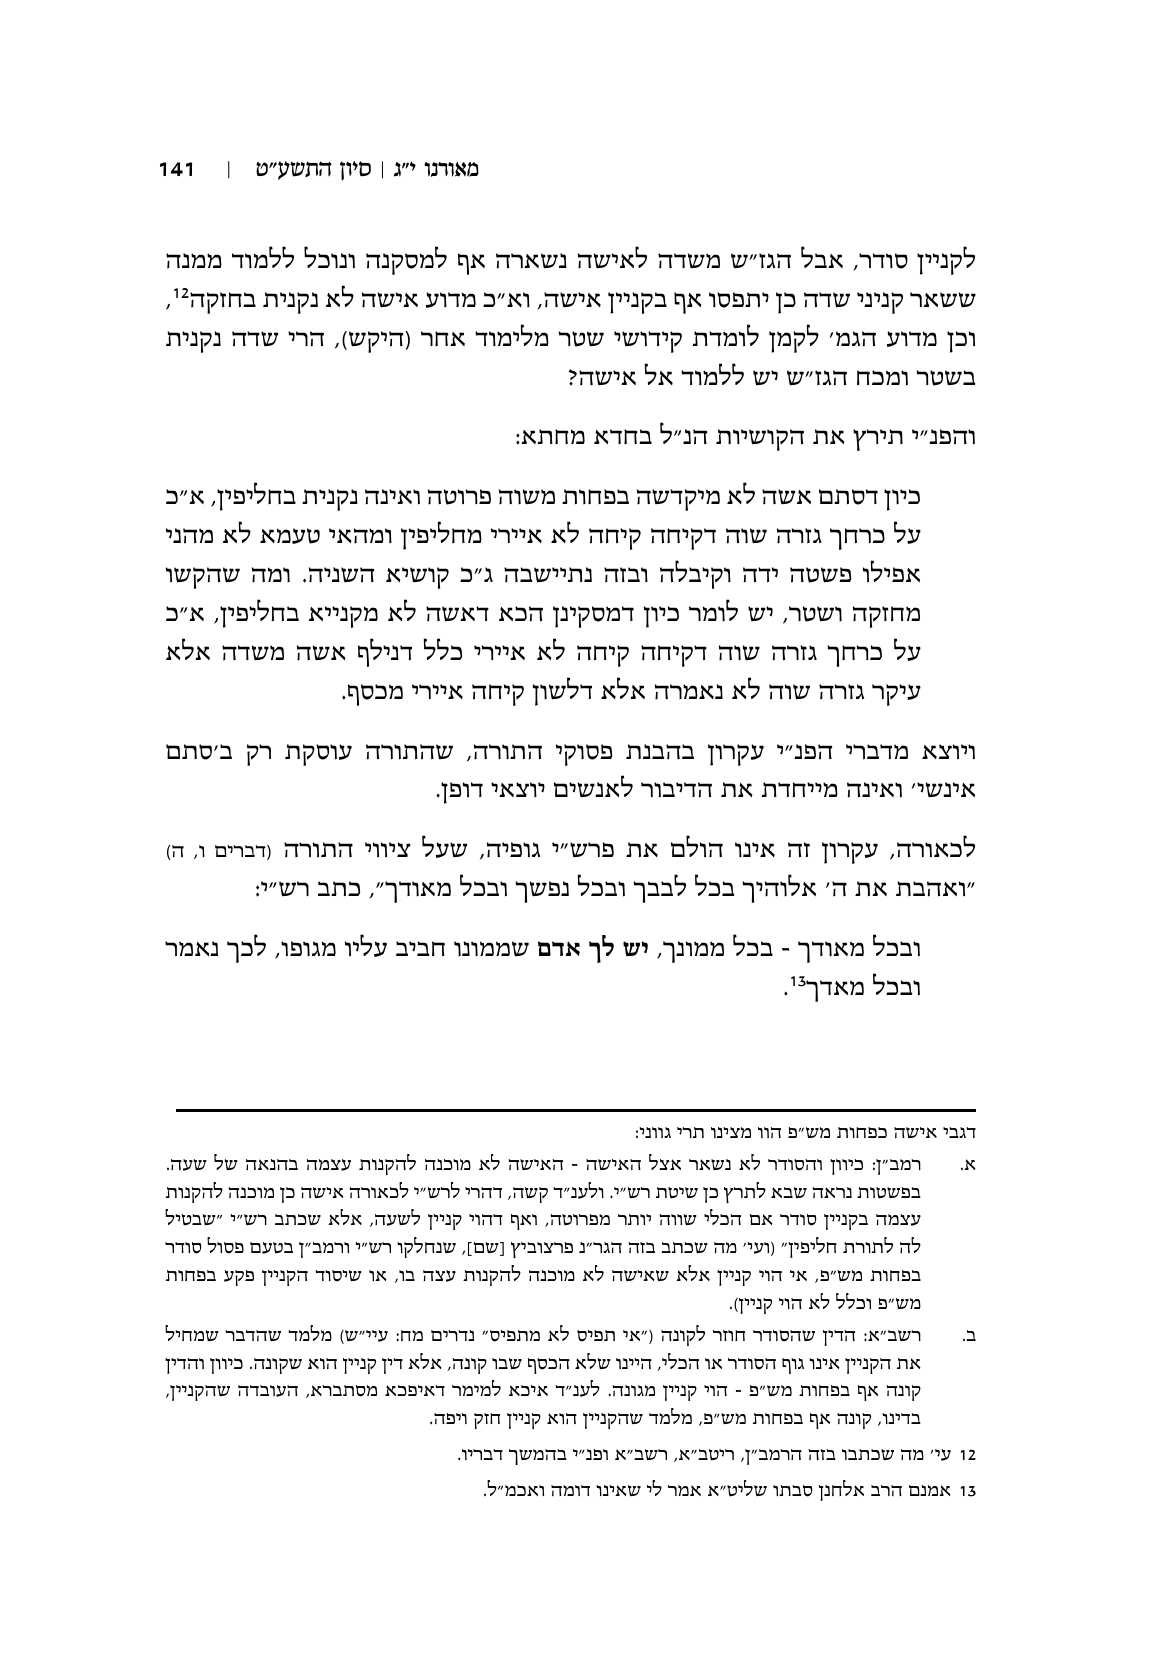 מאורנו י״ג | סיון התשע״ט | 141
לקניין סודר, אבל הגז״ש משדה לאישה נשארה אף למסקנה ונוכל ללמוד ממנה
ששאר קניני שדה כן יתפסו אף בקניין אישה, וא״כ מדוע אישה לא נקנית בחזקה12,
וכן מדוע הגמ׳ לקמן לומדת קידושי שטר מלימוד אחר (היקש), הרי שדה נקנית
בשטר ומכח הגז״ש יש ללמוד אל אישה?
והפנ״י תירץ את הקושיות הנ״ל בחדא מחתא:
כיון דסתם אשה לא מיקדשה בפחות משוה פרוטה ואינה נקנית בחליפין, א״כ
על כרחך גזרה שוה דקיחה קיחה לא איירי מחליפין ומהאי טעמא לא מהני
אפילו פשטה ידה וקיבלה ובזה נתיישבה ג״כ קושיא השניה. ומה שהקשו
מחזקה ושטר, יש לומר כיון דמסקינן הכא דאשה לא מקנייא בחליפין, א״כ
על כרחך גזרה שוה דקיחה קיחה לא איירי כלל דנילף אשה משדה אלא
עיקר גזרה שוה לא נאמרה אלא דלשון קיחה איירי מכסף.
ויוצא מדברי הפנ״י עקרון בהבנת פסוקי התורה, שהתורה עוסקת רק ב׳סתם
אינשי׳ ואינה מייחדת את הדיבור לאנשים יוצאי דופן.
לכאורה, עקרון זה אינו הולם את פרש״י גופיה, שעל ציווי התורה (דברים ו, ה)
״ואהבת את ה׳ אלוהיך בכל לבבך ובכל נפשך ובכל מאודך״, כתב רש״י:
ובכל מאודך - בכל ממונך, יש לך אדם שממונו חביב עליו מגופו, לכך נאמר
ובכל מאדך13.
דגבי אישה כפחות מש״פ הוו מצינו תרי גווני:
א. רמב״ן: כיוון והסודר לא נשאר אצל האישה - האישה לא מוכנה להקנות עצמה בהנאה של שעה.
בפשטות נראה שבא לתרץ כן שיטת רש״י. ולענ״ד קשה, דהרי לרש״י לכאורה אישה כן מוכנה להקנות
עצמה בקניין סודר אם הכלי שווה יותר מפרוטה, ואף דהוי קניין לשעה, אלא שכתב רש״י ״שבטיל
לה לתורת חליפין״ (ועי׳ מה שכתב בזה הגר״נ פרצוביץ [שם], שנחלקו רש״י ורמב״ן בטעם פסול סודר
בפחות מש״פ, אי הוי קניין אלא שאישה לא מוכנה להקנות עצה בו, או שיסוד הקניין פקע בפחות
מש״פ וכלל לא הוי קניין).
ב. רשב״א: הדין שהסודר חוזר לקונה (״אי תפיס לא מתפיס״ נדרים מח: עיי״ש) מלמד שהדבר שמחיל
את הקניין אינו גוף הסודר או הכלי, היינו שלא הכסף שבו קונה, אלא דין קניין הוא שקונה. כיוון והדין
קונה אף בפחות מש״פ - הוי קניין מגונה. לענ״ד איכא למימר דאיפכא מסתברא, העובדה שהקניין,
בדינו, קונה אף בפחות מש״פ, מלמד שהקניין הוא קניין חזק ויפה.
12 עי׳ מה שכתבו בזה הרמב״ן, ריטב״א, רשב״א ופנ״י בהמשך דבריו.
13 אמנם הרב אלחנן סבתו שליט״א אמר לי שאינו דומה ואכמ״ל.